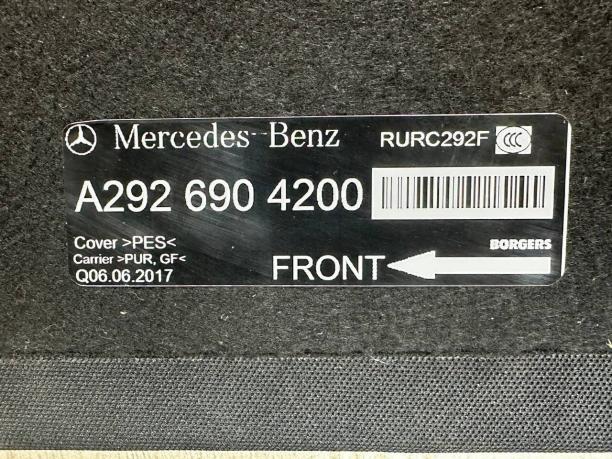 Mercedes-Benz RURC292F CCC
A292 690 4200
Cover >PES<
Carrier >PUR, GF<
Q06.06.2017
BORGERS
FRONT